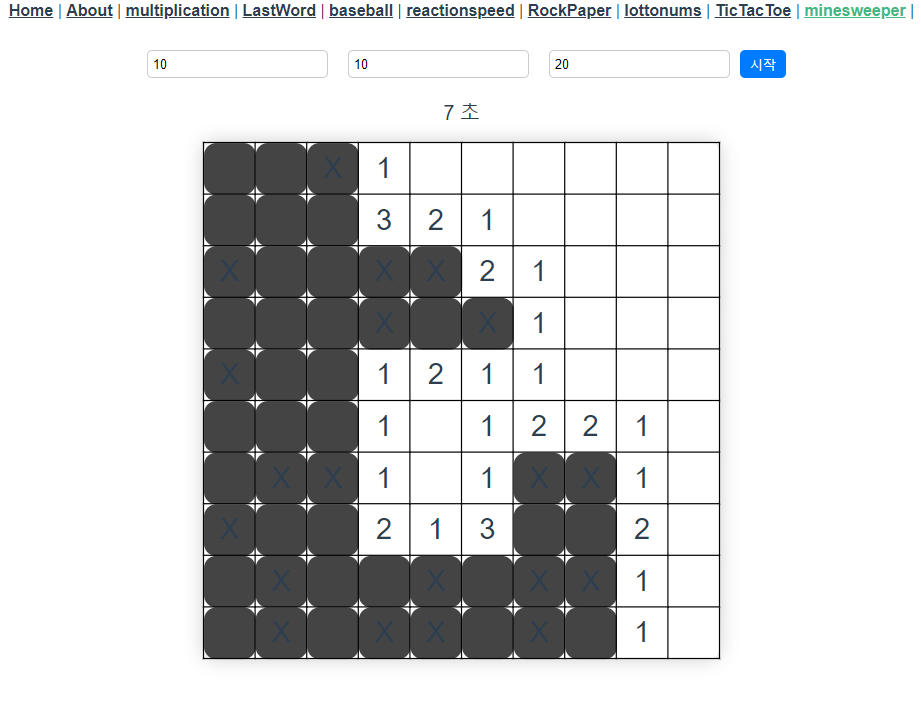 Home | About | multiplication | LastWord | baseball | reactionspeed | RockPaper | lottonums | TicTacToe | minesweeper |
10 10 20 시작
7 초
X 1
3 2 1
X X X 2 1
X X 1
X 1 2 1 1
1 1 2 2 1
X X 1 1 X X 1
X 2 1 3 2
X X X X 1
X X X X 1